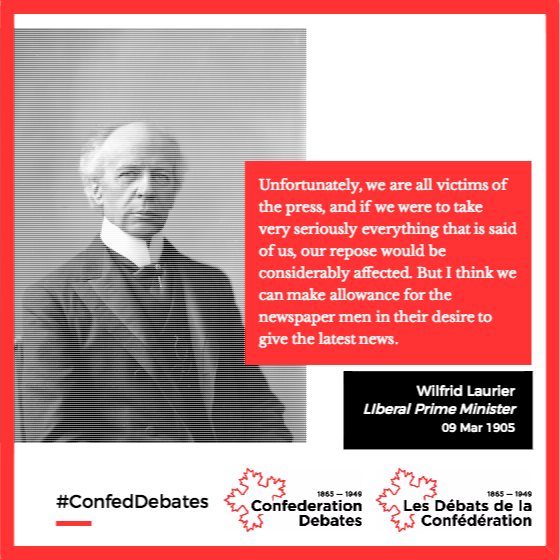 Unfortunately, we are all victims of
the press, and if we were to take
very seriously everything that is said
of us, our repose would be
considerably affected. But I think we
can make allowance for the
newspaper men in their desire to
give the latest news.
Wilfrid Laurier
LIberal Prime Minister
09 Mar 1905
#ConfedDebates
1865 — 1949
Confederation
Debates
1865 — 1949
Les Débats de la
Confédération